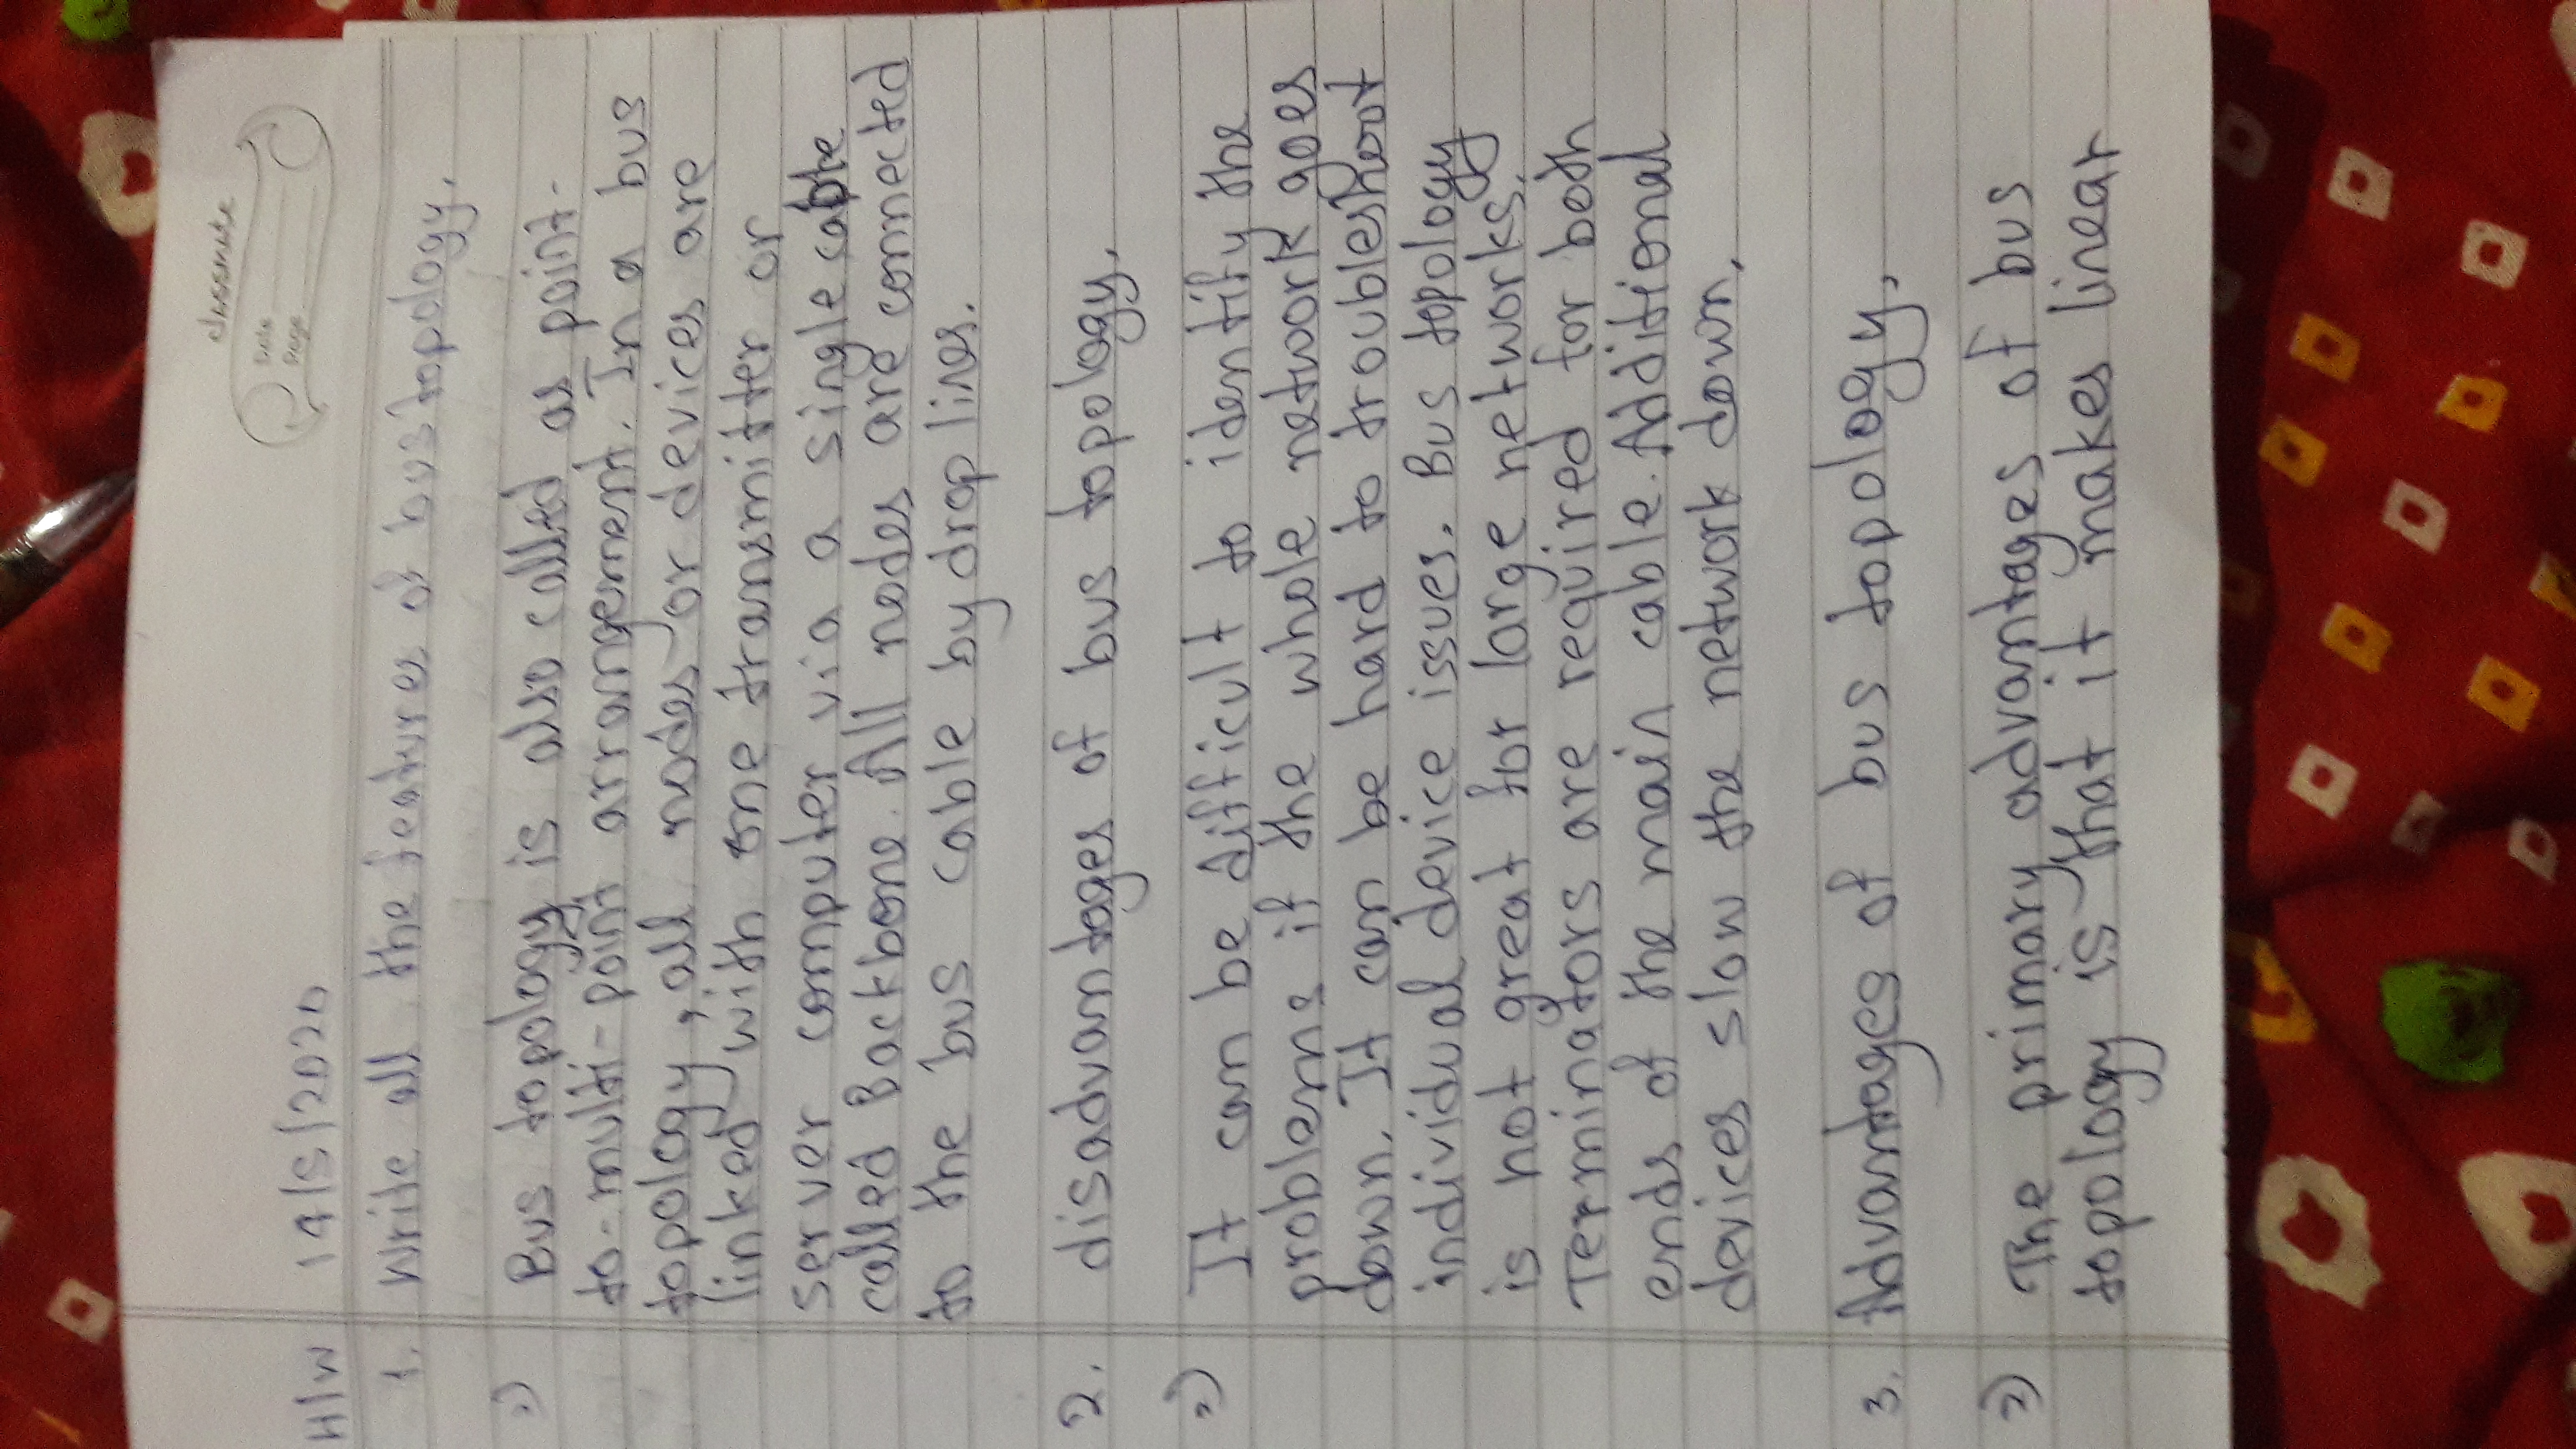 classmate
Date
Page
H/W 14/5/2020
1. Write all the features of bus topology.
Bus topology is also called as point-
to-multi-point arrangement. In a bus
topology, all nodes or devices are
linked with one transmitter or
server computer via a single cable
called Backbone. All nodes are connected
to the bus cable by drop lines.
2. disadvantages of bus topology.
It can be difficult to identify the
problems if the whole network goes
down. It can be hard to troubleshoot
individual device issues. Bus topology
is not great for large networks.
Terminators are required for both
ends of the main cable. Additional
devices slow the network down.
3. Advantages of bus topology,
The primary advantages of bus
topology is that it makes linear